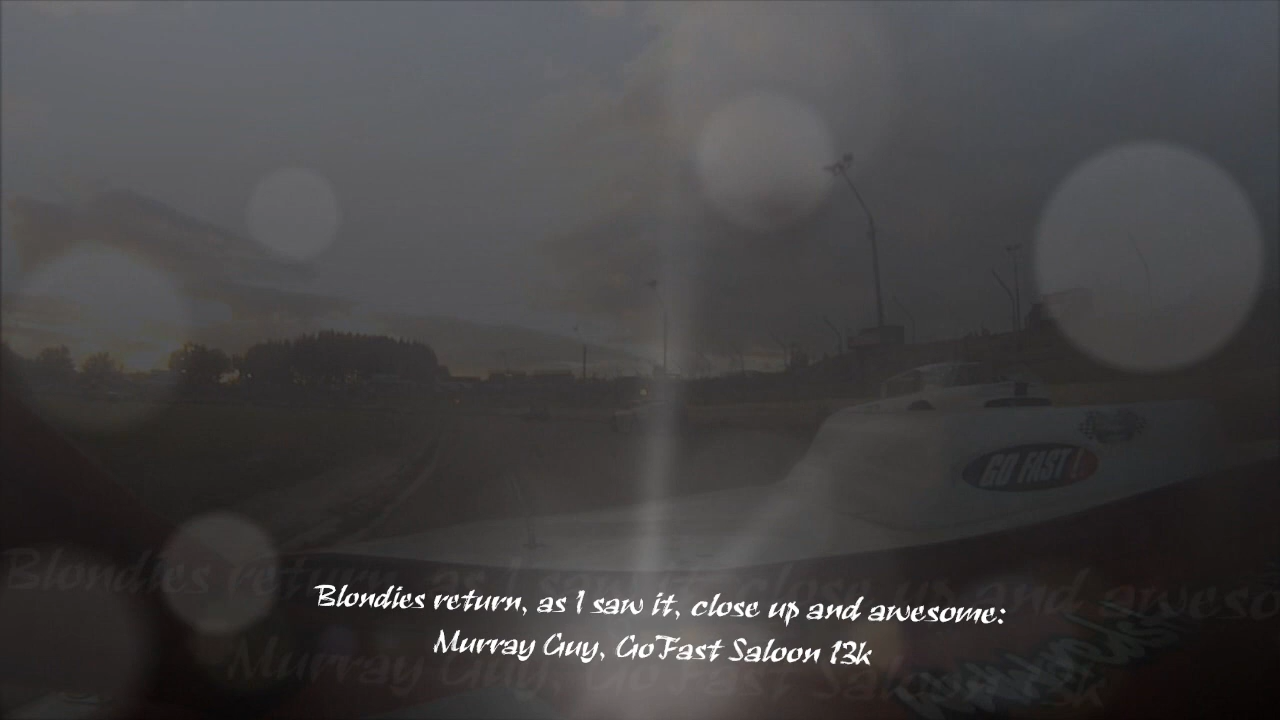 GO FAST!
Blondies return, as I saw it, close up and awesome:
Murray Guy, GoFast Saloon 13k